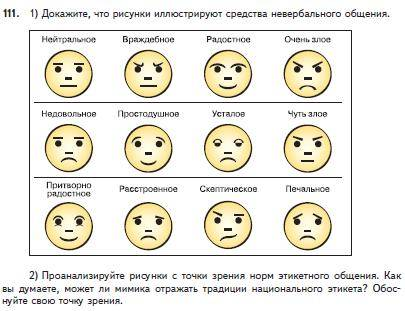 111. 1) Докажите, что рисунки иллюстрируют средства невербального общения.
Нейтральное Враждебное Радостное Очень злое
Недовольное Простодушное Усталое Чуть злое
Притворно радостное Расстроенное Скептическое Печальное
2) Проанализируйте рисунки с точки зрения норм этикетного общения. Как
вы думаете, может ли мимика отражать традиции национального этикета? Обос-
нуйте свою точку зрения.